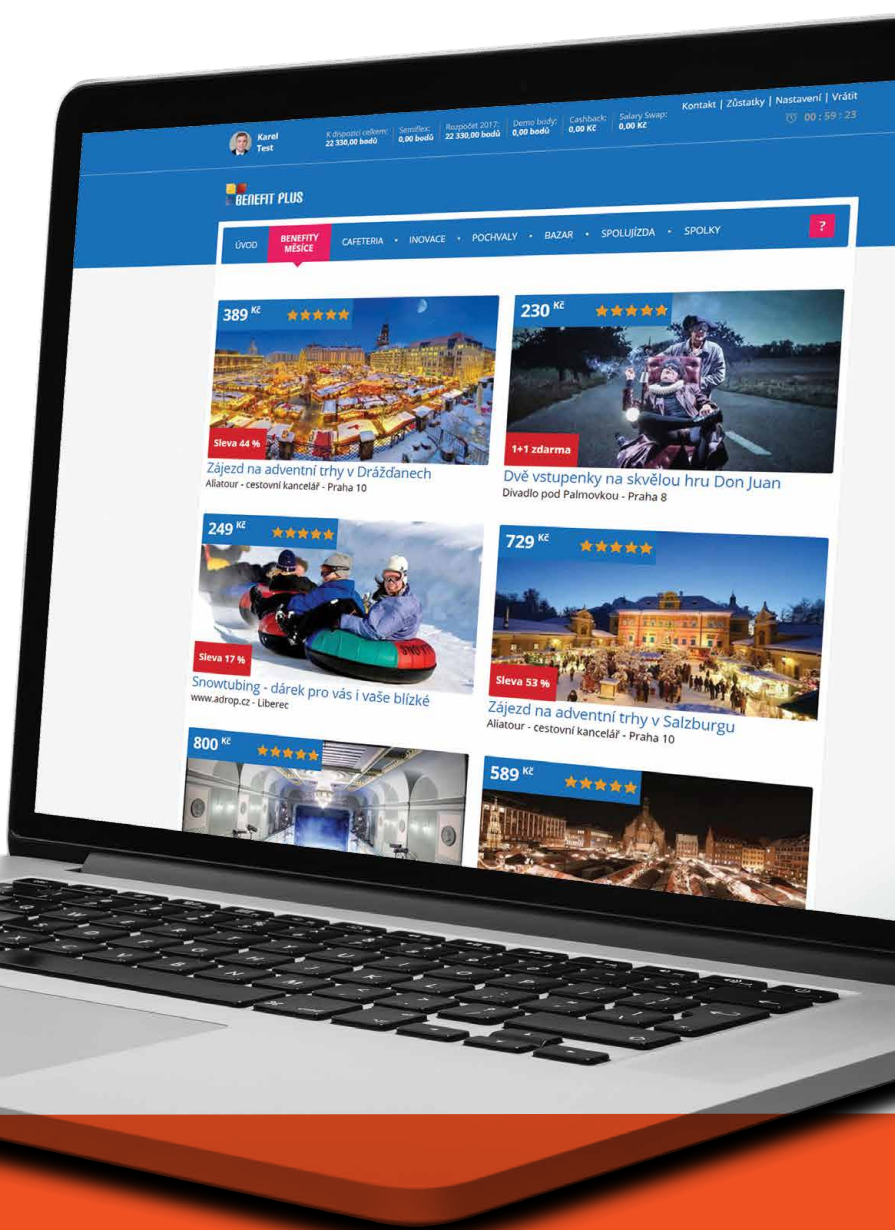 Karel
Test
K dispozici celkem:
22 330,00 bodů
Semiflex:
0,00 bodů
Rozpočet 2017:
22 330,00 bodů
Demo body:
0,00 bodů
Cashback:
0,00 Kč
Salary Swap:
0,00 Kč
Kontakt | Zůstatky | Nastavení | Vrátit
00 : 59 : 23
BENEFIT PLUS
ÚVOD
BENEFITY
MĚSÍCE
CAFETERIA • INOVACE • POCHVALY • BAZAR • SPOLUJÍZDA • SPOLKY
?
389 Kč
Sleva 44 %
Zájezd na adventní trhy v Drážďanech
Aliatour - cestovní kancelář - Praha 10
230 Kč
1+1 zdarma
Dvě vstupenky na skvělou hru Don Juan
Divadlo pod Palmovkou - Praha 8
249 Kč
Sleva 17 %
Snowtubing - dárek pro vás i vaše blízké
www.adrop.cz - Liberec
729 Kč
Sleva 53 %
Zájezd na adventní trhy v Salzburgu
Aliatour - cestovní kancelář - Praha 10
800 Kč
589 Kč